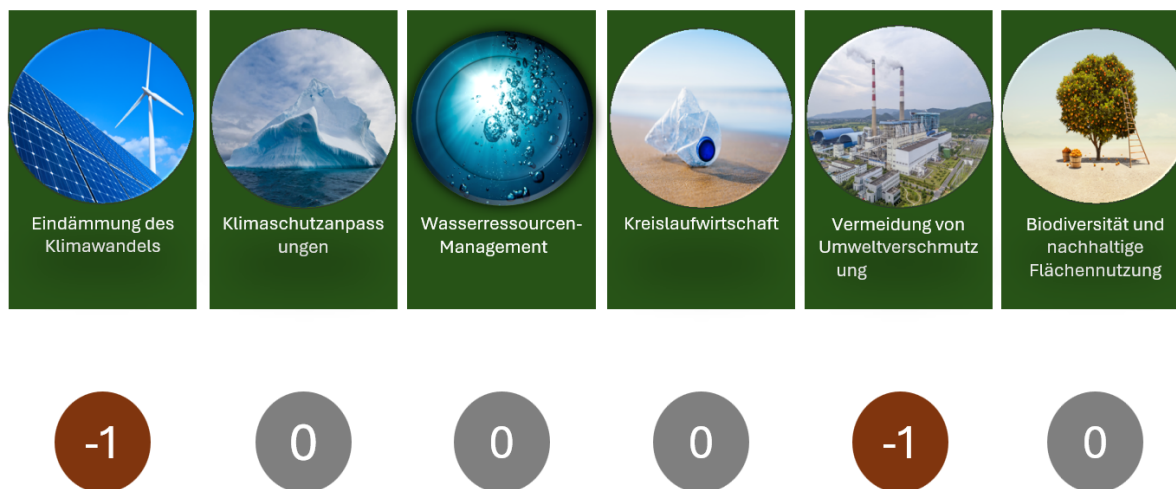 Eindämmung des
Klimawandels
Klimaschutzanpass
ungen
Wasserressourcen-
Management
Kreislaufwirtschaft
Vermeidung von
Umweltverschmutz
ung
Biodiversität und
nachhaltige
Flächennutzung
-1
0
0
0
-1
0